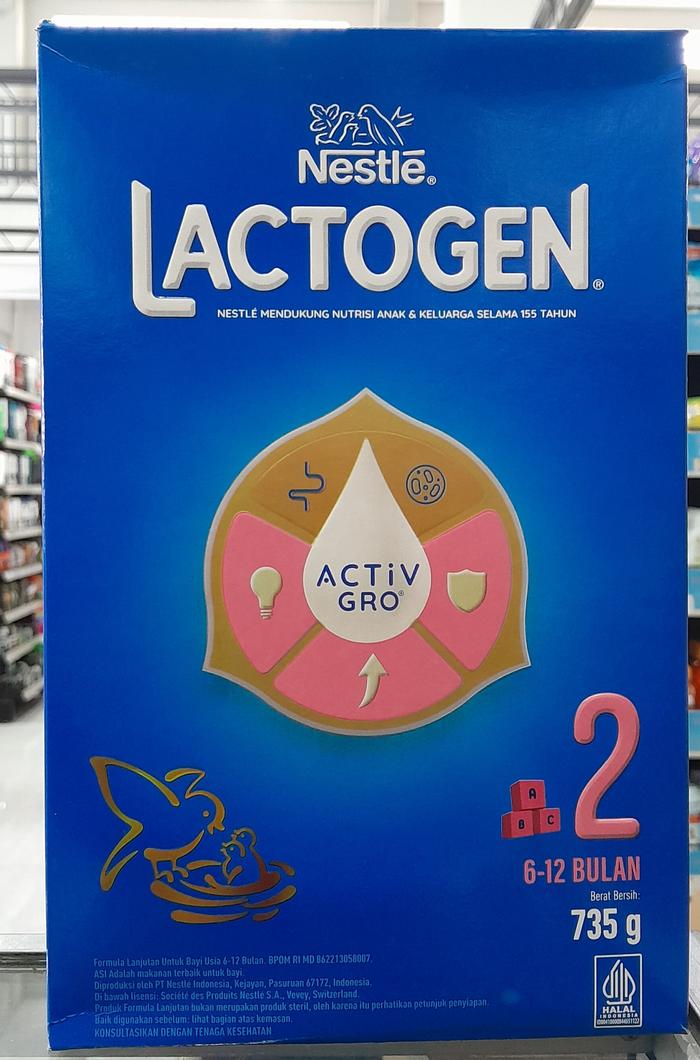 Nestlé®
LACTOGEN®
NESTLÉ MENDUKUNG NUTRISI ANAK & KELUARGA SELAMA 155 TAHUN
ACTiV
GRO®
2
A
B C
6-12 BULAN
Berat Bersih:
735 g
Formula Lanjutan Untuk Bayi Usia 6-12 Bulan. BPOM RI MD 862213058007.
ASI Adalah makanan terbaik untuk bayi.
Diproduksi oleh PT Nestlé Indonesia, Kejayan, Pasuruan 67172, Indonesia.
Di bawah lisensi: Société des Produits Nestlé S.A., Vevey, Switzerland.
Produk Formula Lanjutan bukan merupakan produk steril, oleh karena itu perhatikan petunjuk penyiapan.
Baik digunakan sebelum: lihat bagian atas kemasan.
KONSULTASIKAN DENGAN TENAGA KESEHATAN
HALAL
INDONESIA